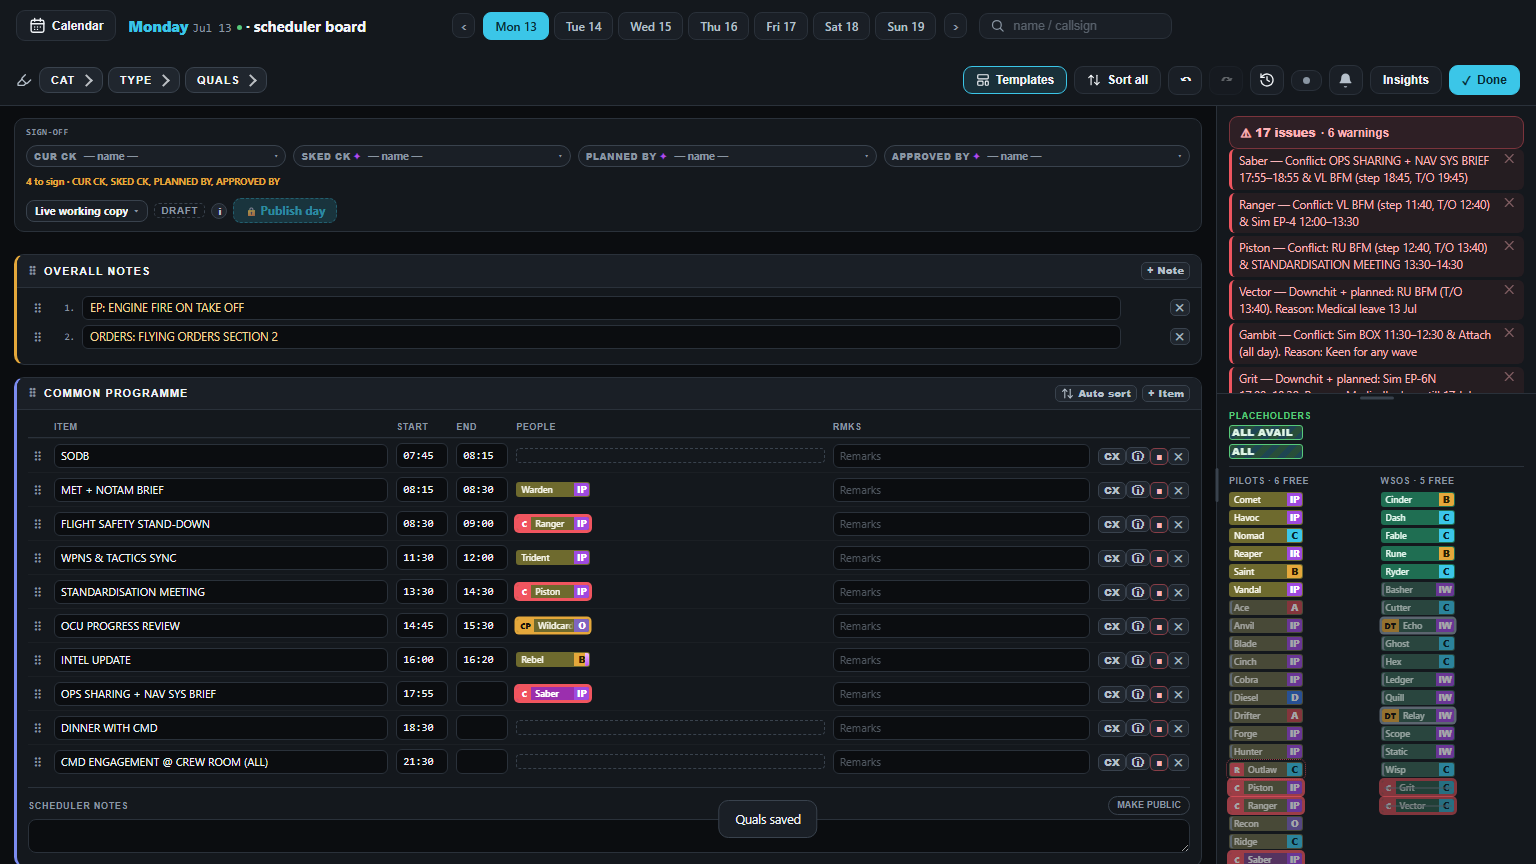 Calendar
Monday Jul 13 • · scheduler board
‹ Mon 13 Tue 14 Wed 15 Thu 16 Fri 17 Sat 18 Sun 19 ›
name / callsign
CAT TYPE QUALS
Templates Sort all Insights ✓ Done
SIGN-OFF
CUR CK — name — SKED CK ✦ — name — PLANNED BY ✦ — name — APPROVED BY ✦ — name —
4 to sign · CUR CK, SKED CK, PLANNED BY, APPROVED BY
Live working copy DRAFT i Publish day
OVERALL NOTES + Note
1. EP: ENGINE FIRE ON TAKE OFF
2. ORDERS: FLYING ORDERS SECTION 2
COMMON PROGRAMME Auto sort + Item
ITEM START END PEOPLE RMKS
SODB 07:45 08:15 Remarks CX
MET + NOTAM BRIEF 08:15 08:30 Warden IP Remarks CX
FLIGHT SAFETY STAND-DOWN 08:30 09:00 C Ranger IP Remarks CX
WPNS & TACTICS SYNC 11:30 12:00 Trident IP Remarks CX
STANDARDISATION MEETING 13:30 14:30 C Piston IP Remarks CX
OCU PROGRESS REVIEW 14:45 15:30 CP Wildcard O Remarks CX
INTEL UPDATE 16:00 16:20 Rebel B Remarks CX
OPS SHARING + NAV SYS BRIEF 17:55 C Saber IP Remarks CX
DINNER WITH CMD 18:30 Remarks CX
CMD ENGAGEMENT @ CREW ROOM (ALL) 21:30 Remarks CX
SCHEDULER NOTES MAKE PUBLIC
Quals saved
⚠ 17 issues · 6 warnings
Saber — Conflict: OPS SHARING + NAV SYS BRIEF
17:55–18:55 & VL BFM (step 18:45, T/O 19:45)
Ranger — Conflict: VL BFM (step 11:40, T/O 12:40)
& Sim EP-4 12:00–13:30
Piston — Conflict: RU BFM (step 12:40, T/O 13:40)
& STANDARDISATION MEETING 13:30–14:30
Vector — Downchit + planned: RU BFM (T/O
13:40). Reason: Medical leave 13 Jul
Gambit — Conflict: Sim BOX 11:30–12:30 & Attach
(all day). Reason: Keen for any wave
Grit — Downchit + planned: Sim EP-6N
PLACEHOLDERS
ALL AVAIL
ALL
PILOTS · 6 FREE
Comet IP
Havoc IP
Nomad C
Reaper IR
Saint B
Vandal IP
Ace A
Anvil IP
Blade IP
Cinch IP
Cobra IP
Diesel D
Drifter A
Forge IP
Hunter IP
R Outlaw C
C Piston IP
C Ranger IP
Recon O
Ridge C
C Saber IP
WSOS · 5 FREE
Cinder B
Dash C
Fable C
Rune B
Ryder C
Basher IW
Cutter C
DT Echo IW
Ghost C
Hex C
Ledger IW
Quill IW
DT Relay IW
Scope IW
Static IW
Wisp C
C Grit C
C Vector C